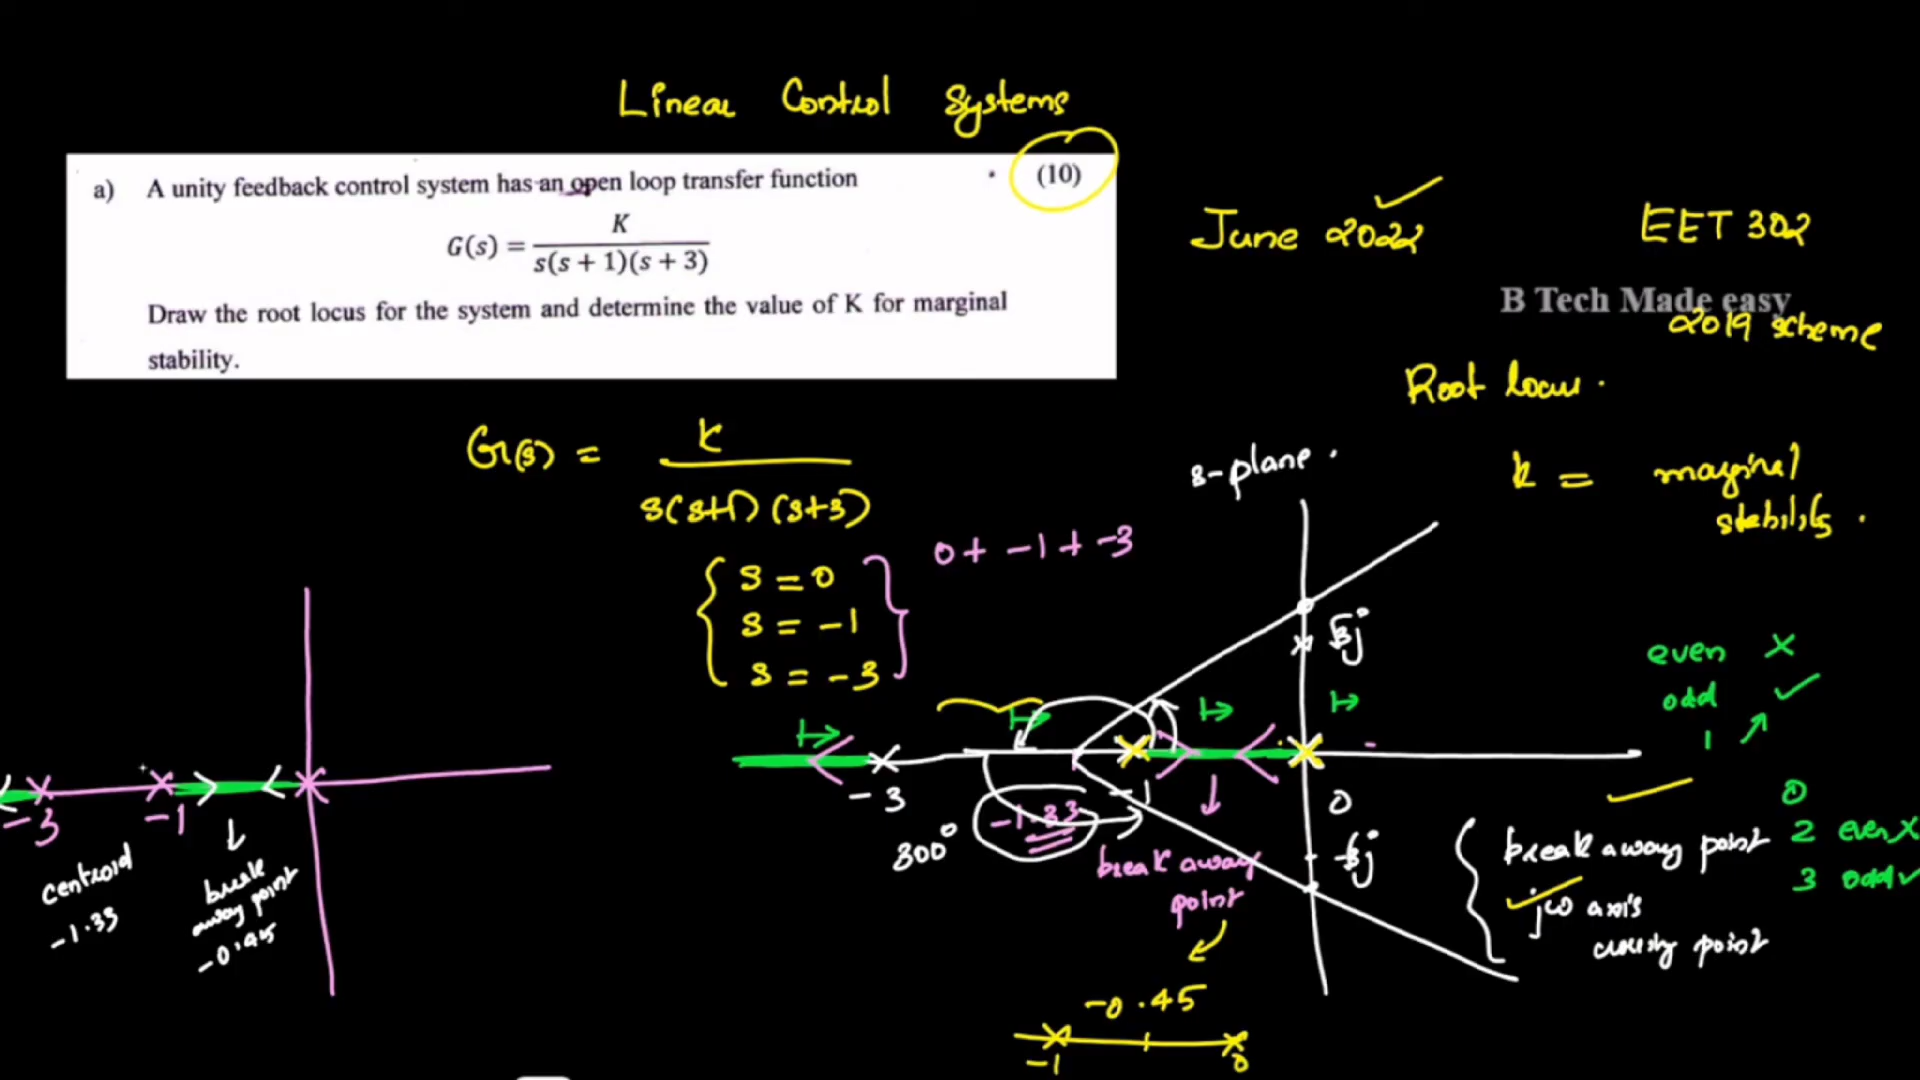 Linear Control Systems
a) A unity feedback control system has an open loop transfer function (10)
G(s) = K / s(s + 1)(s + 3)
Draw the root locus for the system and determine the value of K for marginal
stability.
June 2022
EET 302
B Tech Made easy
2019 scheme
Root locus.
K = marginal
stability.
G(s) = K / s(s+1)(s+3)
s = 0
s = -1
s = -3
0 + -1 + -3
s-plane.
√3j
-3
-1
0
-1.33
300°
-√3j
break away
point
-0.45
-1
0
even X
odd ✓
1
0
2 even X
3 odd ✓
break away point
jω axis
crossing point
-3
-1
centroid
-1.33
break
away point
-0.45